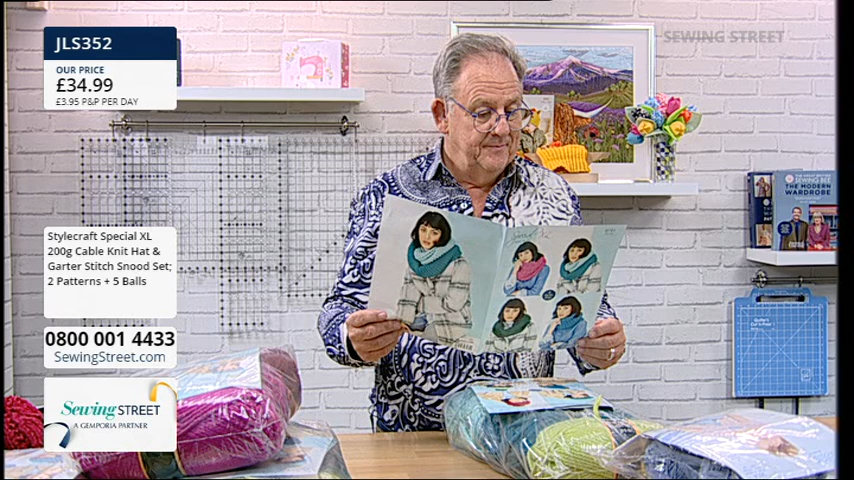 JLS352
OUR PRICE
£34.99
£3.95 P&P PER DAY
SEWING STREET
THE MODERN
WARDROBE
Stylecraft Special XL
200g Cable Knit Hat &
Garter Stitch Snood Set;
2 Patterns + 5 Balls
0800 001 4433
SewingStreet.com
Sewing STREET
A GEMPORIA PARTNER